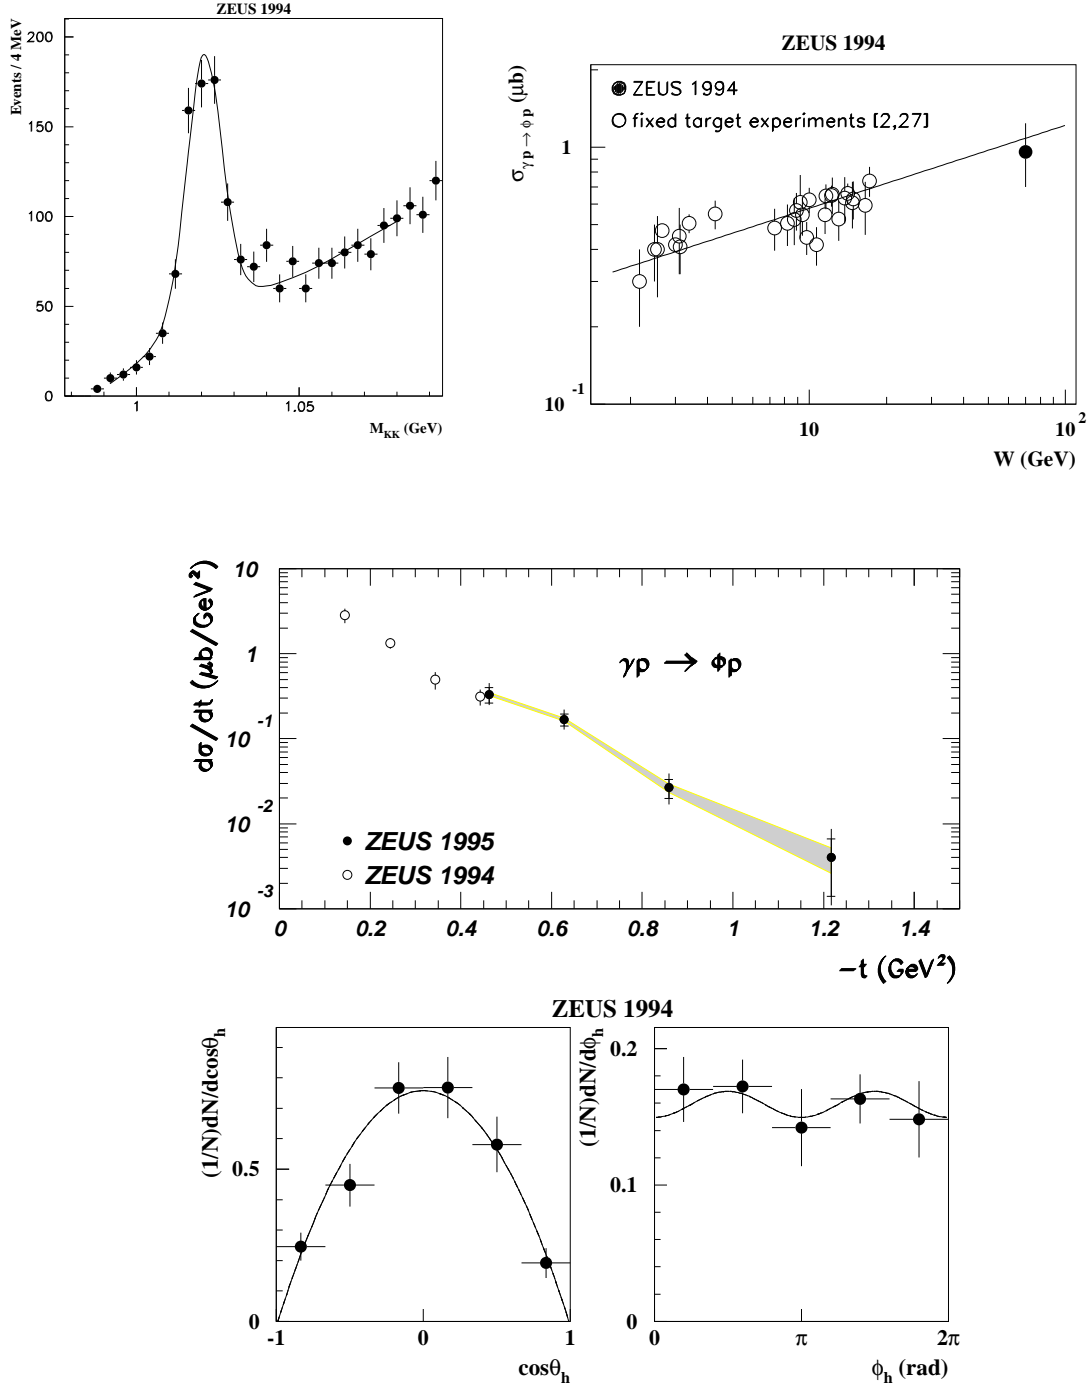 ZEUS 1994
Events / 4 MeV
200
150
100
50
0
1
1.05
M_KK (GeV)
ZEUS 1994
σ_γ p → ϕ p (μb)
ZEUS 1994
fixed target experiments [2,27]
1
10^-1
10
10^2
W (GeV)
dσ/dt (μb/GeV²)
10
1
10^-1
10^-2
10^-3
γp → ϕp
ZEUS 1995
ZEUS 1994
0 0.2 0.4 0.6 0.8 1 1.2 1.4
−t (GeV²)
ZEUS 1994
(1/N)dN/dcosθ_h
0.5
0
-1 0 1
cosθ_h
(1/N)dN/dϕ_h
0.2
0.1
0
0 π 2π
ϕ_h (rad)